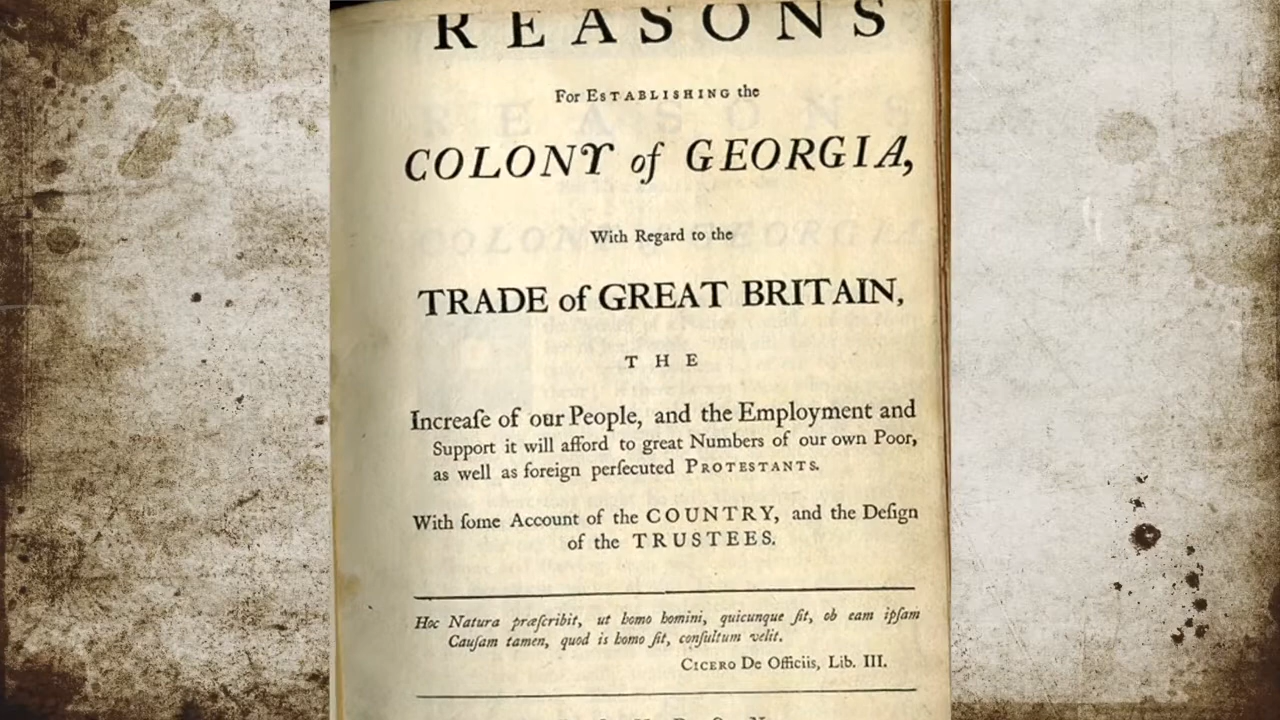 REASONS
For ESTABLISHING the
COLONY of GEORGIA,
With Regard to the
TRADE of GREAT BRITAIN,
THE
Increaſe of our People, and the Employment and
Support it will afford to great Numbers of our own Poor,
as well as foreign perſecuted PROTESTANTS.
With ſome Account of the COUNTRY, and the Deſign
of the TRUSTEES.
Hoc Natura præſcribit, ut homo homini, quicunque ſit, ob eam ipſam
Cauſam tamen, quod is homo ſit, conſultum velit.
CICERO De Officiis, Lib. III.